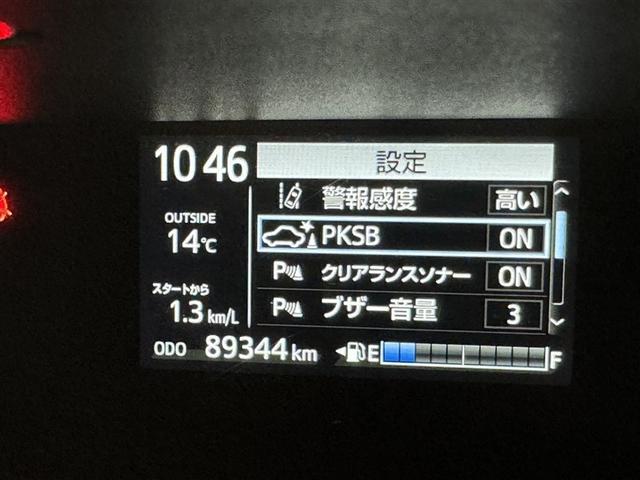 10 46
設定
警報感度 高い
OUTSIDE
14℃
PKSB ON
P クリアランスソナー ON
スタートから
1.3 km/L
P ブザー音量 3
ODO 89344 km
E F